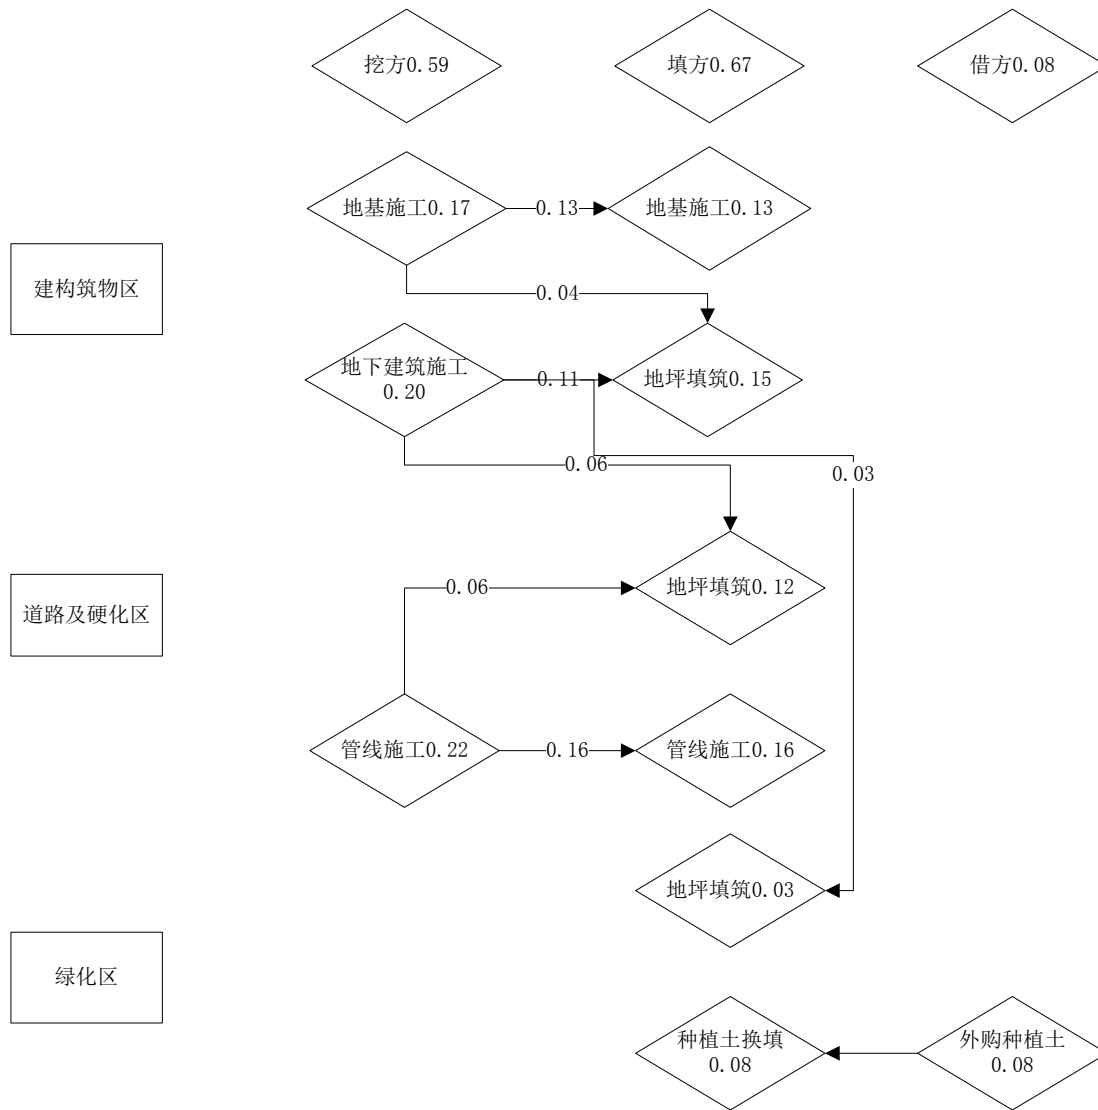 挖方0.59
填方0.67
借方0.08
地基施工0.17
0.13
地基施工0.13
建构筑物区
0.04
地下建筑施工
0.20
0.11
地坪填筑0.15
0.06
0.03
道路及硬化区
0.06
地坪填筑0.12
管线施工0.22
0.16
管线施工0.16
地坪填筑0.03
绿化区
种植土换填
0.08
外购种植土
0.08